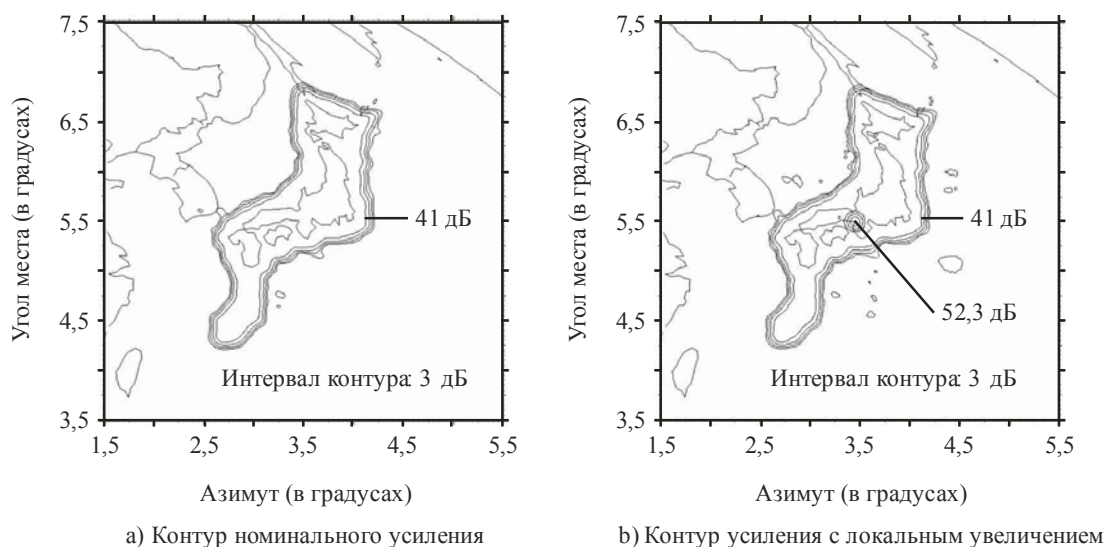 7,5
6,5
5,5
4,5
3,5
1,5 2,5 3,5 4,5 5,5
Угол места (в градусах)
Азимут (в градусах)
41 дБ
Интервал контура: 3 дБ
a) Контур номинального усиления
7,5
6,5
5,5
4,5
3,5
1,5 2,5 3,5 4,5 5,5
Угол места (в градусах)
Азимут (в градусах)
41 дБ
52,3 дБ
Интервал контура: 3 дБ
b) Контур усиления с локальным увеличением